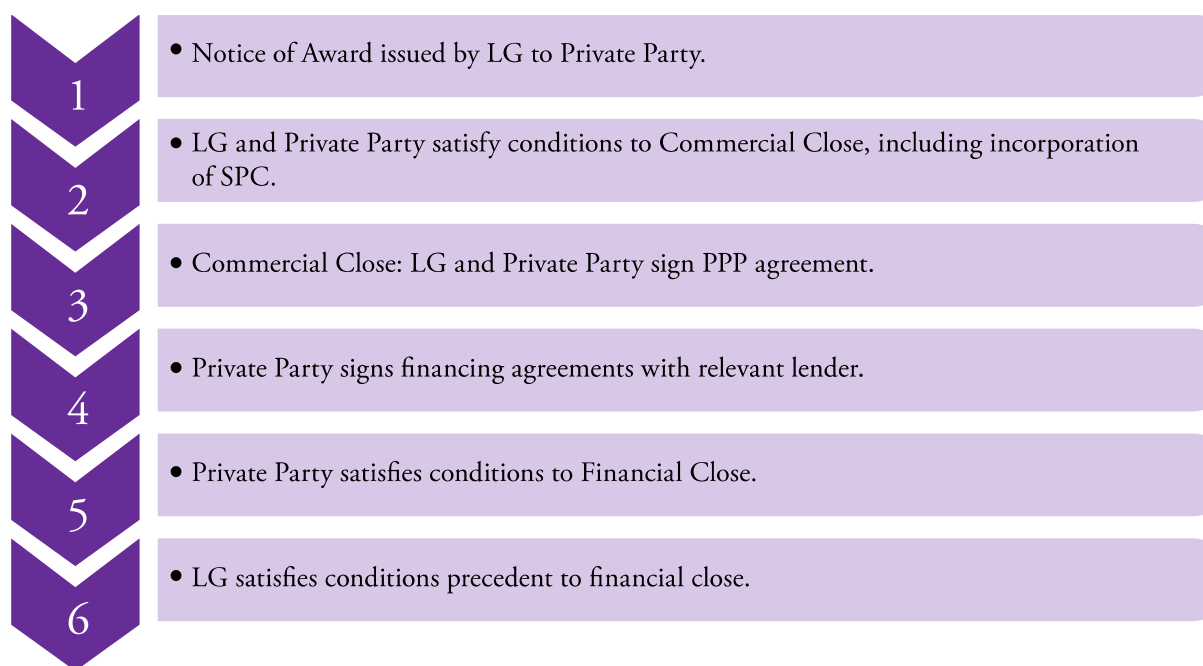 1
• Notice of Award issued by LG to Private Party.
2
• LG and Private Party satisfy conditions to Commercial Close, including incorporation
of SPC.
3
• Commercial Close: LG and Private Party sign PPP agreement.
4
• Private Party signs financing agreements with relevant lender.
5
• Private Party satisfies conditions to Financial Close.
6
• LG satisfies conditions precedent to financial close.